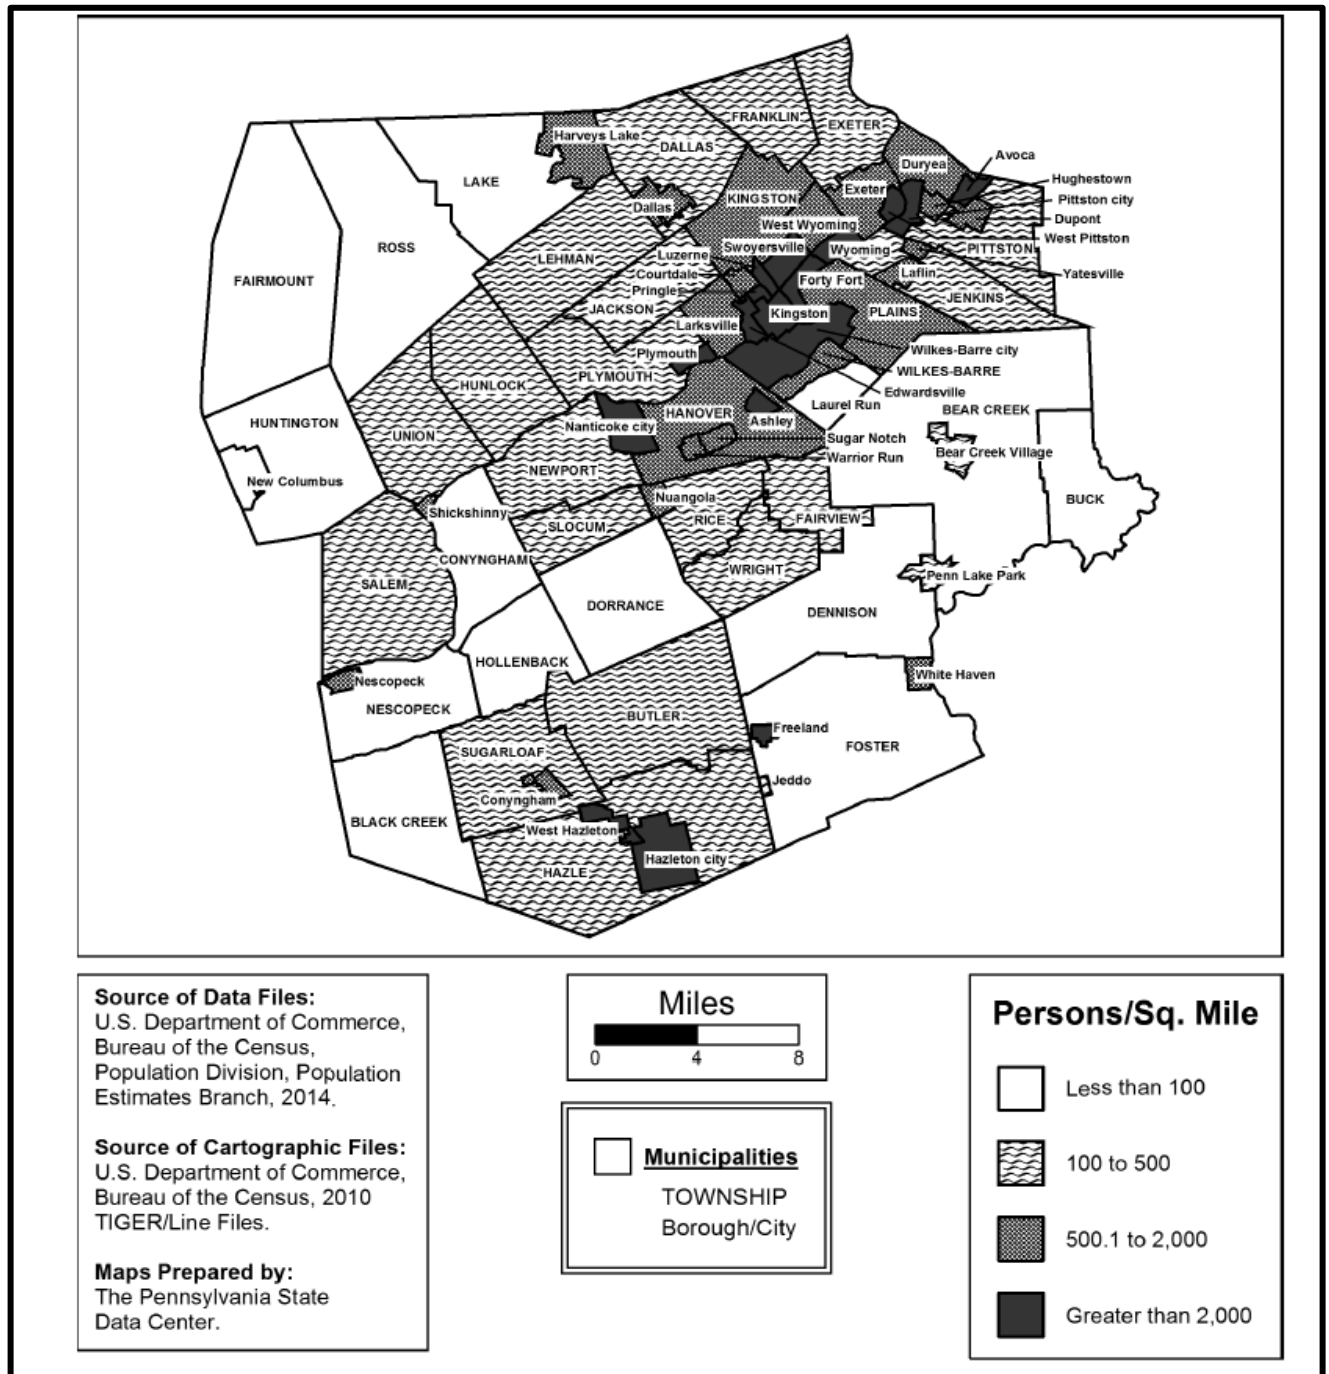 FRANKLIN
EXETER
Harveys Lake
DALLAS
Avoca
Duryea
Hughestown
LAKE
Exeter
KINGSTON
Pittston city
Dallas
Dupont
West Wyoming
West Pittston
ROSS
Swoyersville
Wyoming
PITTSTON
Luzerne
LEHMAN
Courtdale
Laflin
Yatesville
FAIRMOUNT
Forty Fort
Pringle
JENKINS
JACKSON
Kingston
PLAINS
Larksville
Plymouth
Wilkes-Barre city
PLYMOUTH
WILKES-BARRE
HUNLOCK
Edwardsville
Laurel Run
BEAR CREEK
HANOVER
HUNTINGTON
Ashley
Nanticoke city
UNION
Sugar Notch
Bear Creek Village
Warrior Run
NEWPORT
New Columbus
Nuangola
BUCK
Shickshinny
RICE
FAIRVIEW
SLOCUM
CONYNGHAM
WRIGHT
Penn Lake Park
SALEM
DORRANCE
DENNISON
HOLLENBACK
White Haven
Nescopeck
NESCOPECK
BUTLER
Freeland
FOSTER
SUGARLOAF
Jeddo
Conyngham
BLACK CREEK
West Hazleton
Hazleton city
HAZLE
Source of Data Files:
U.S. Department of Commerce,
Bureau of the Census,
Population Division, Population
Estimates Branch, 2014.
Source of Cartographic Files:
U.S. Department of Commerce,
Bureau of the Census, 2010
TIGER/Line Files.
Maps Prepared by:
The Pennsylvania State
Data Center.
Miles
0 4 8
Municipalities
TOWNSHIP
Borough/City
Persons/Sq. Mile
Less than 100
100 to 500
500.1 to 2,000
Greater than 2,000